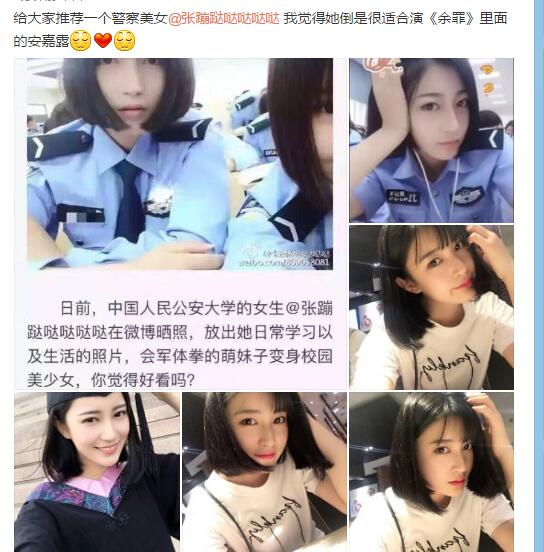 给大家推荐一个警察美女@张蹦跶哒哒哒哒 我觉得她倒是很适合演《余罪》里面
的安嘉露
日前，中国人民公安大学的女生@张蹦
跶哒哒哒哒在微博晒照，放出她日常学习以
及生活的照片，会军体拳的萌妹子变身校园
美少女，你觉得好看吗?